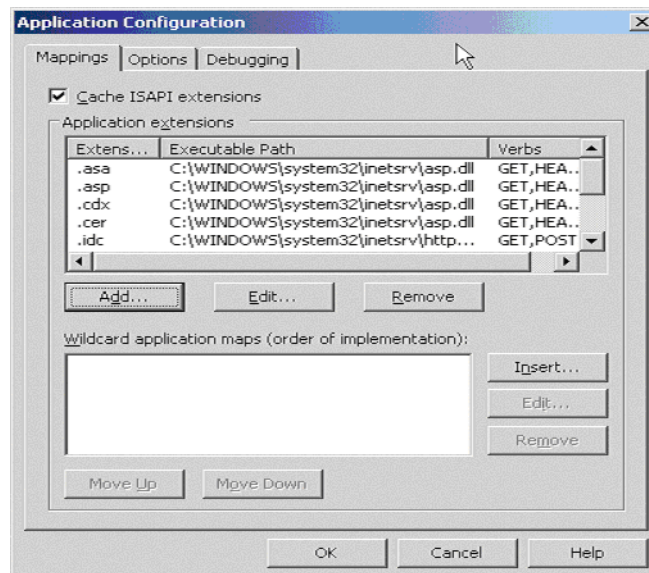 Application Configuration
Mappings Options Debugging
Cache ISAPI extensions
Application extensions
Extens... Executable Path Verbs
.asa C:\WINDOWS\system32\inetsrv\asp.dll GET,HEA..
.asp C:\WINDOWS\system32\inetsrv\asp.dll GET,HEA..
.cdx C:\WINDOWS\system32\inetsrv\asp.dll GET,HEA..
.cer C:\WINDOWS\system32\inetsrv\asp.dll GET,HEA..
.idc C:\WINDOWS\system32\inetsrv\http... GET,POST
Add... Edit... Remove
Wildcard application maps (order of implementation):
Insert...
Edit...
Remove
Move Up Move Down
OK Cancel Help